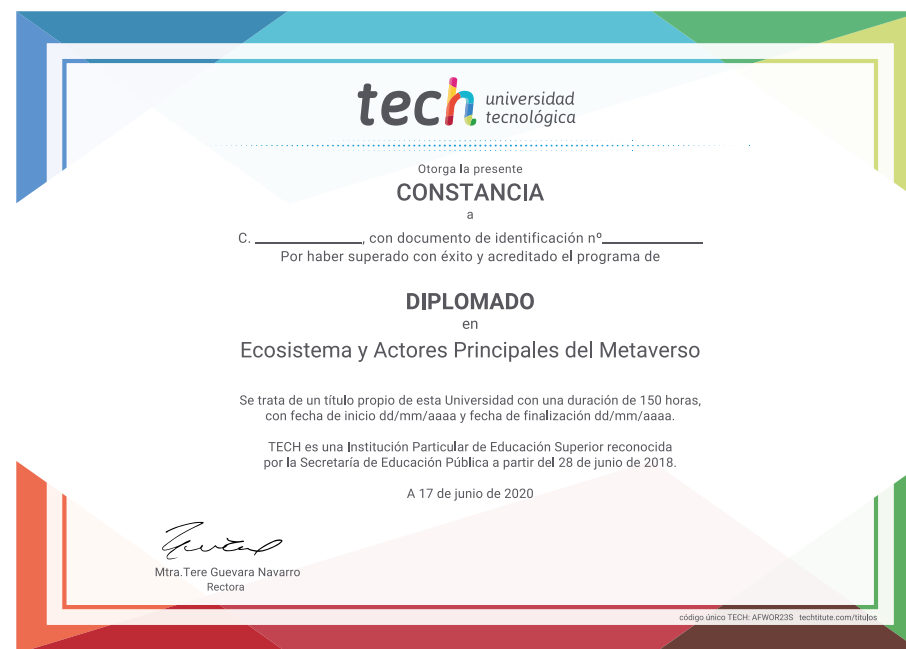 tech universidad
tecnológica
Otorga la presente
CONSTANCIA
a
C. ______________, con documento de identificación nº_____________
Por haber superado con éxito y acreditado el programa de
DIPLOMADO
en
Ecosistema y Actores Principales del Metaverso
Se trata de un título propio de esta Universidad con una duración de 150 horas,
con fecha de inicio dd/mm/aaaa y fecha de finalización dd/mm/aaaa.
TECH es una Institución Particular de Educación Superior reconocida
por la Secretaría de Educación Pública a partir del 28 de junio de 2018.
A 17 de junio de 2020
Mtra.Tere Guevara Navarro
Rectora
código único TECH: AFWOR23S techtitute.com/titulos